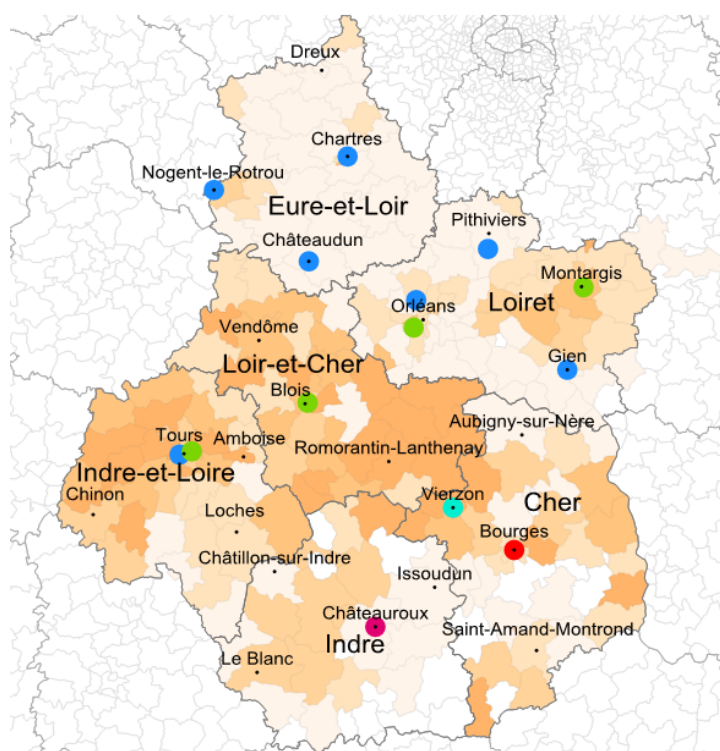 Dreux
Chartres
Nogent-le-Rotrou
Eure-et-Loir
Pithiviers
Châteaudun
Montargis
Loiret
Orléans
Vendôme
Loir-et-Cher
Gien
Blois
Aubigny-sur-Nère
Tours
Amboise
Romorantin-Lanthenay
Indre-et-Loire
Chinon
Vierzon
Cher
Loches
Bourges
Châtillon-sur-Indre
Issoudun
Châteauroux
Indre
Saint-Amand-Montrond
Le Blanc